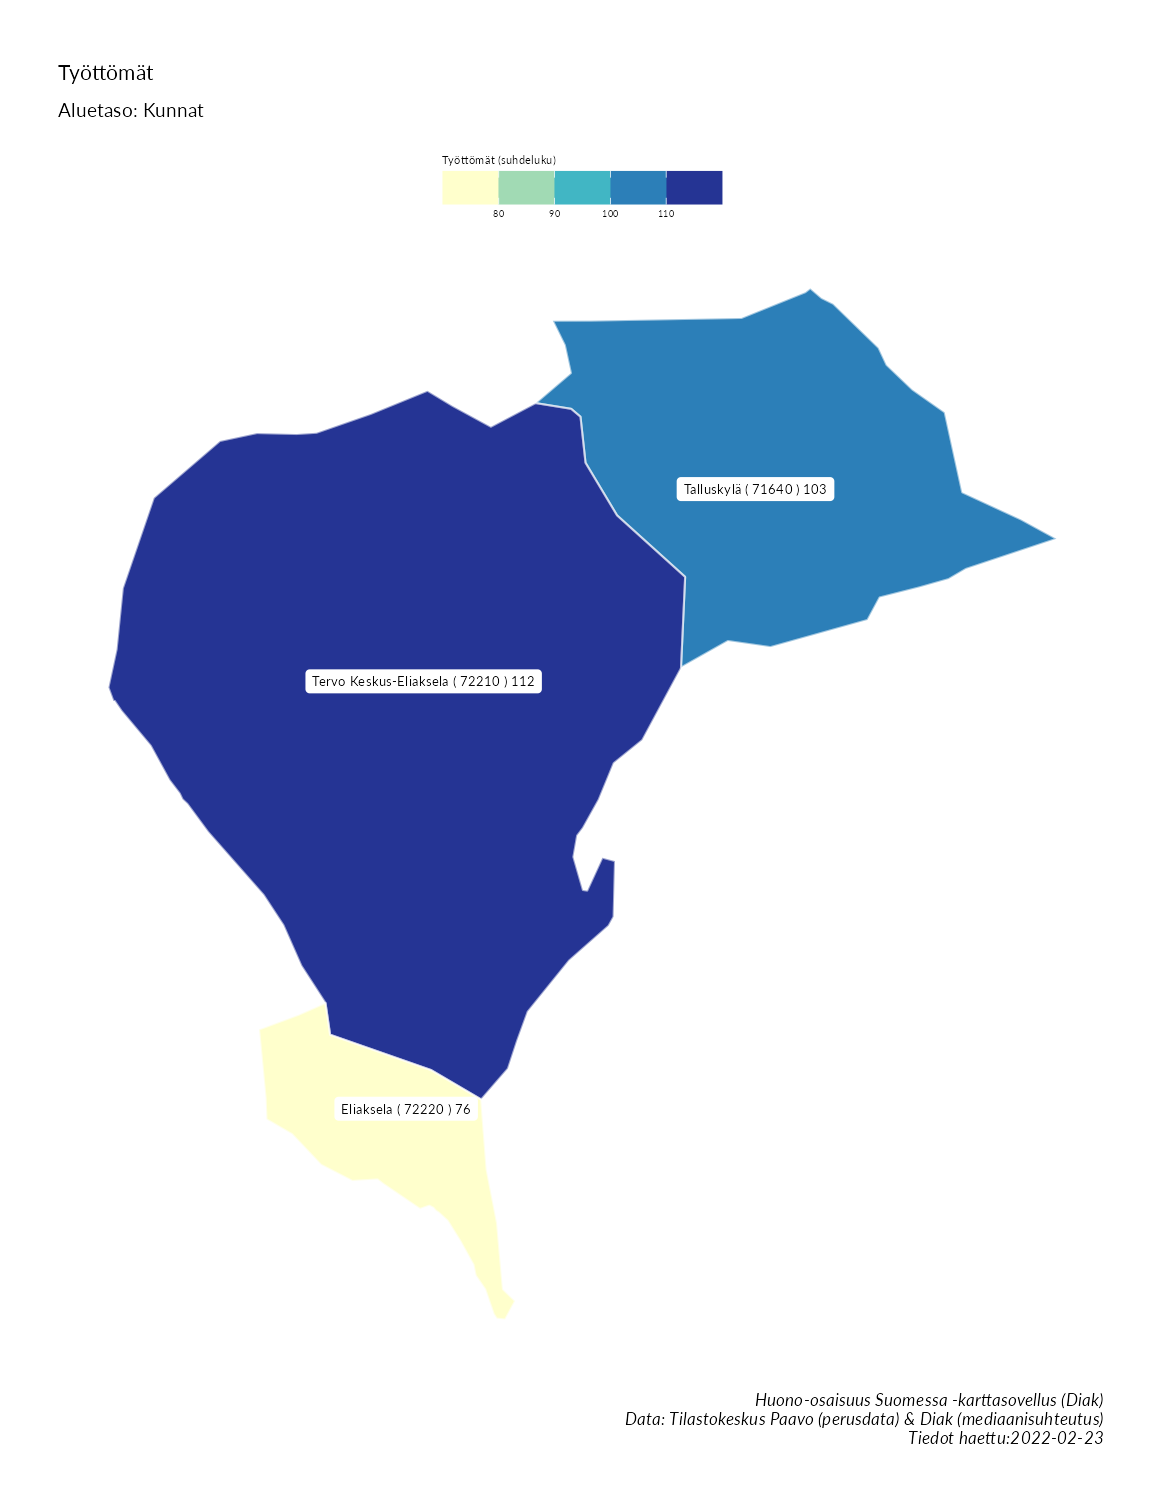 Työttömät
Aluetaso: Kunnat
Työttömät (suhdeluku)
80 90 100 110
Talluskylä ( 71640 ) 103
Tervo Keskus-Eliaksela ( 72210 ) 112
Eliaksela ( 72220 ) 76
Huono-osaisuus Suomessa -karttasovellus (Diak)
Data: Tilastokeskus Paavo (perusdata) & Diak (mediaanisuhteutus)
Tiedot haettu:2022-02-23